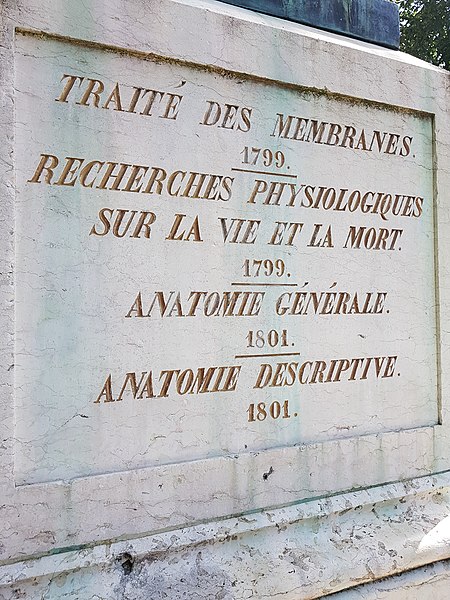 TRAITÉ DES MEMBRANES.
1799.
RECHERCHES PHYSIOLOGIQUES
SUR LA VIE ET LA MORT.
1799.
ANATOMIE GÉNÉRALE.
1801.
ANATOMIE DESCRIPTIVE.
1801.